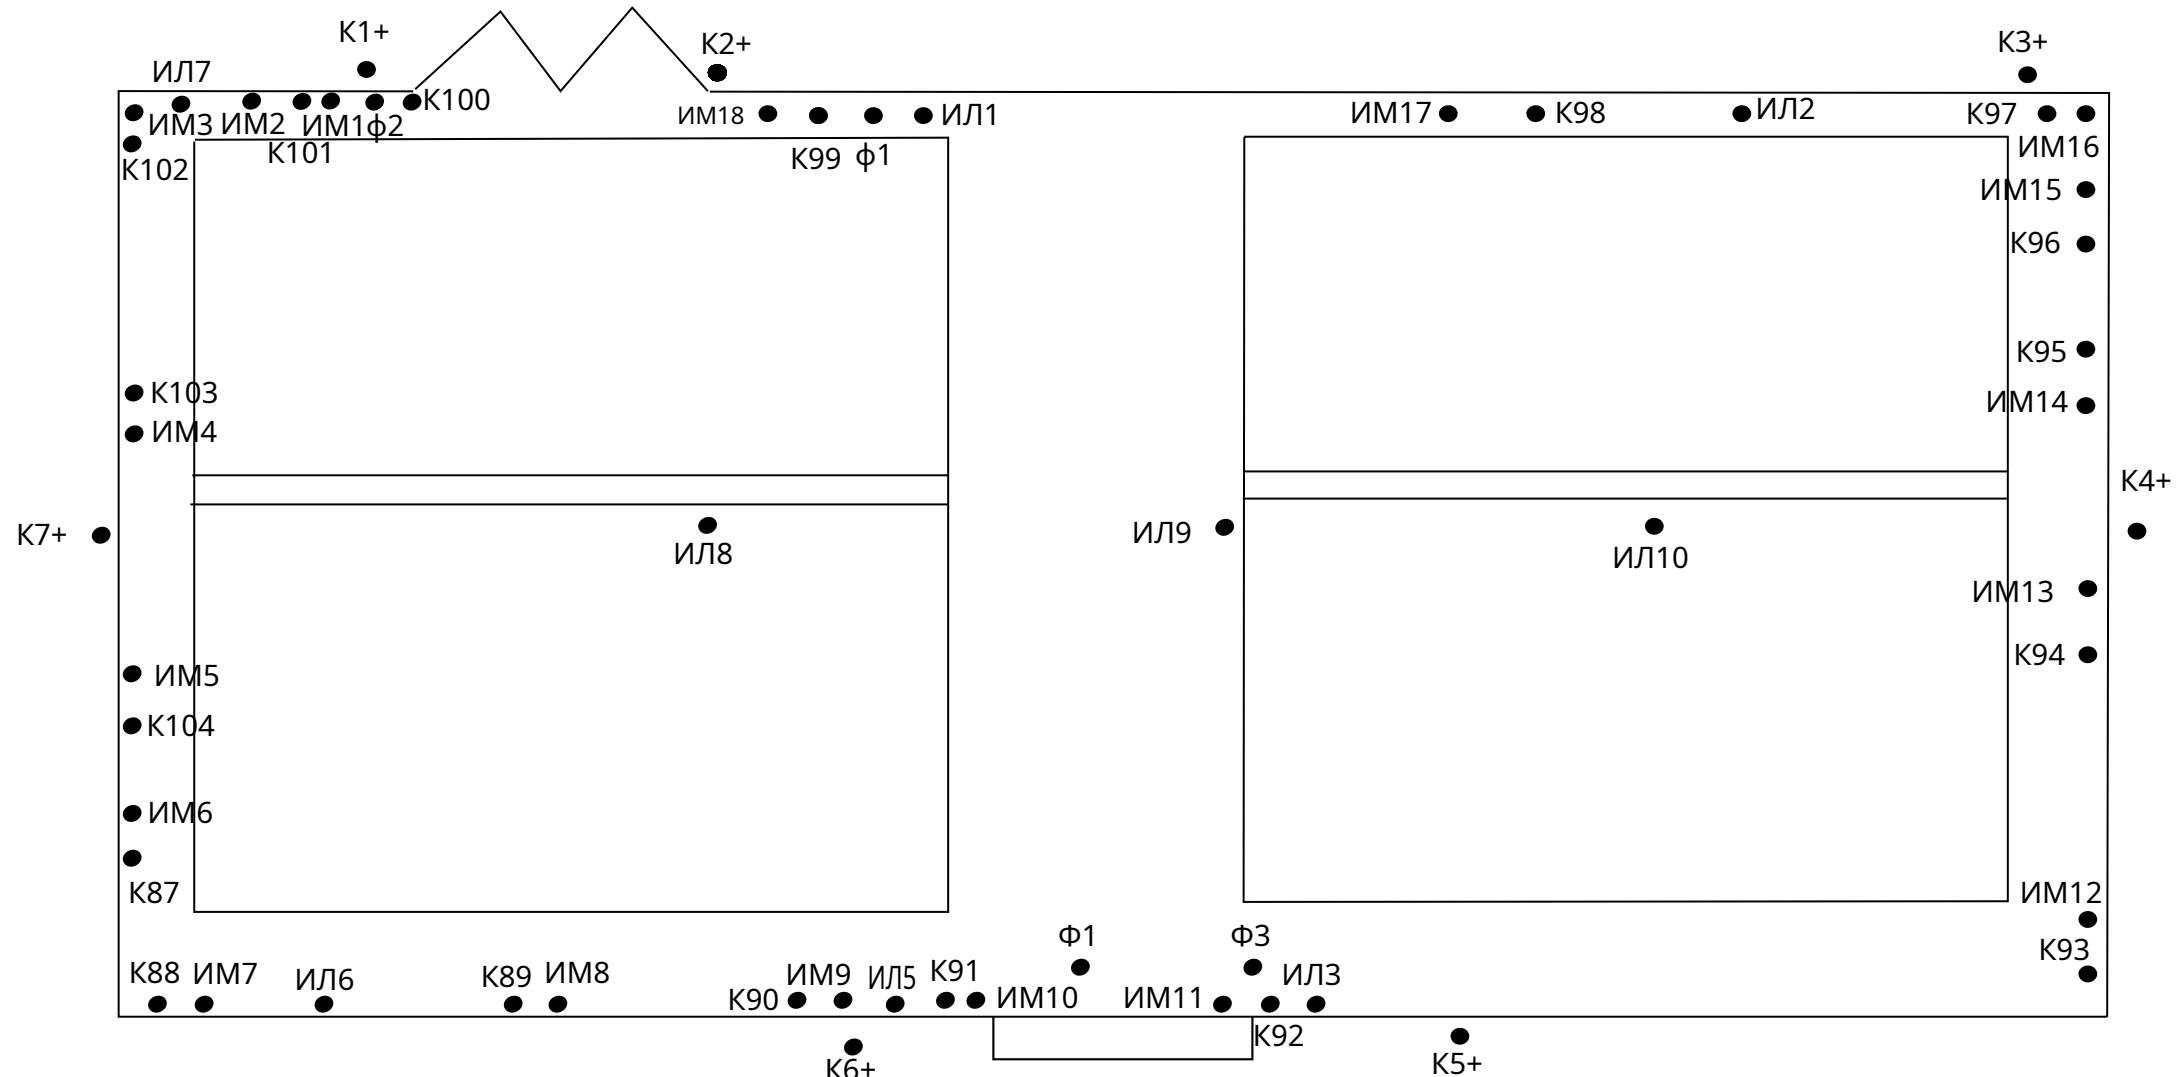 К1+
К2+
К3+
ИЛ7
К100
ИМ3
ИМ2
ИМ1
ф2
К101
К102
ИМ18
ИЛ1
К99
ф1
ИМ17
К98
ИЛ2
К97
ИМ16
ИМ15
К96
К95
ИМ14
К103
ИМ4
К4+
К7+
ИЛ8
ИЛ9
ИЛ10
ИМ13
К94
ИМ5
К104
ИМ6
К87
ИМ12
К93
Ф1
Ф3
К88
ИМ7
ИЛ6
К89
ИМ8
К90
ИМ9
ИЛ5
К91
ИМ10
ИМ11
ИЛ3
К92
К6+
К5+